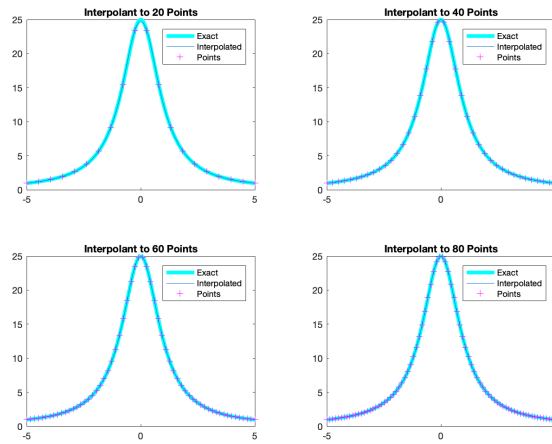 Interpolant to 20 Points
25
20
15
10
5
0
-5
0
5
Exact
Interpolated
Points
Interpolant to 40 Points
25
20
15
10
5
0
-5
0
Exact
Interpolated
Points
Interpolant to 60 Points
25
20
15
10
5
0
-5
0
5
Exact
Interpolated
Points
Interpolant to 80 Points
25
20
15
10
5
0
-5
0
Exact
Interpolated
Points